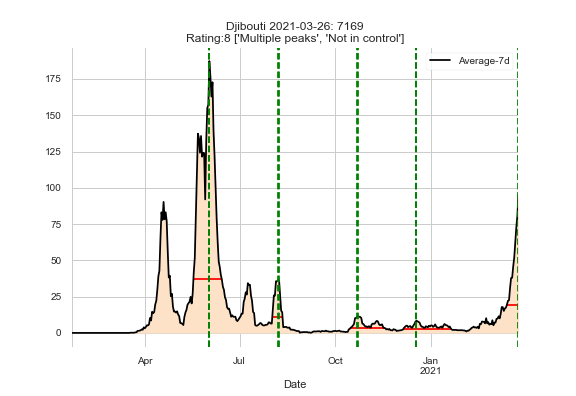 Djibouti 2021-03-26: 7169
Rating:8 ['Multiple peaks', 'Not in control']
Average-7d
175
150
125
100
75
50
25
0
Apr
Jul
Oct
Jan
2021
Date